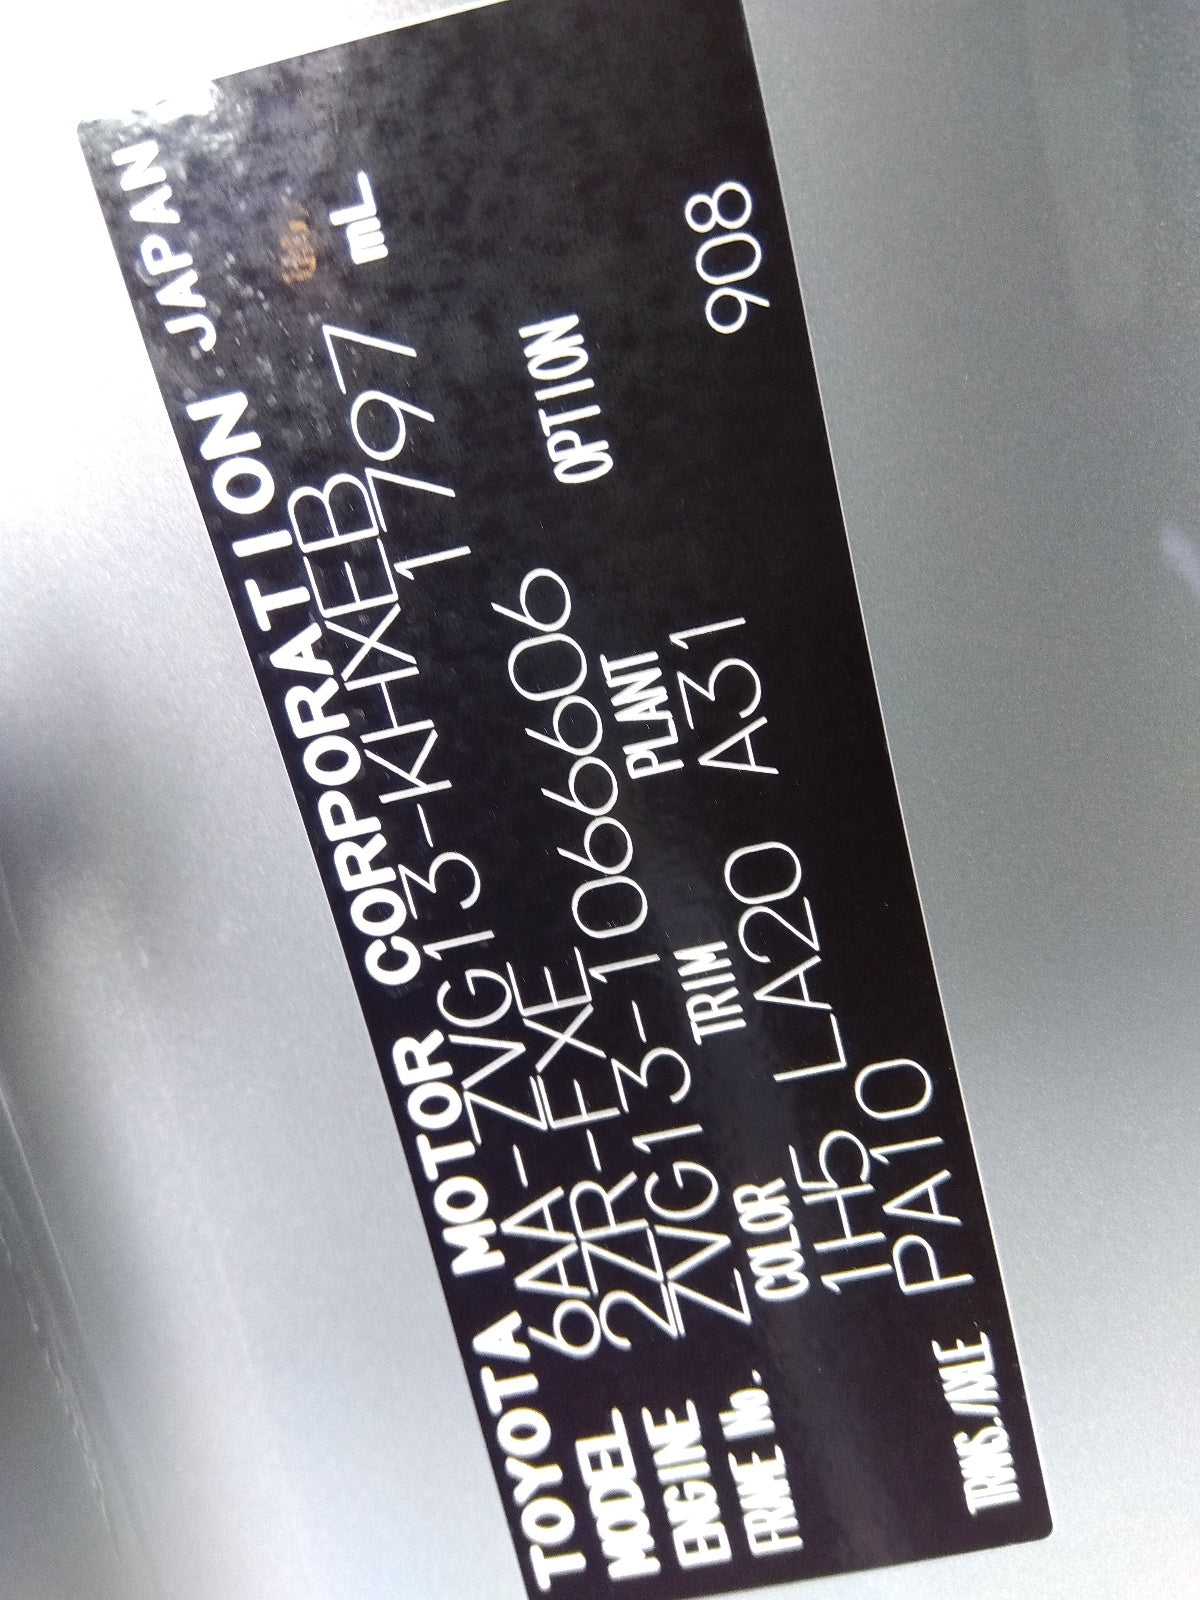 TOYOTA MOTOR CORPORATION JAPAN
MODEL 6AA-ZVG13-KHXEB
ENGINE 2ZR-FXE 1797 mL
FRAME No. ZVG13-1066606
COLOR TRIM PLANT OPTION
1H5 LA20 A31 908
TRANS./AXLE PA10